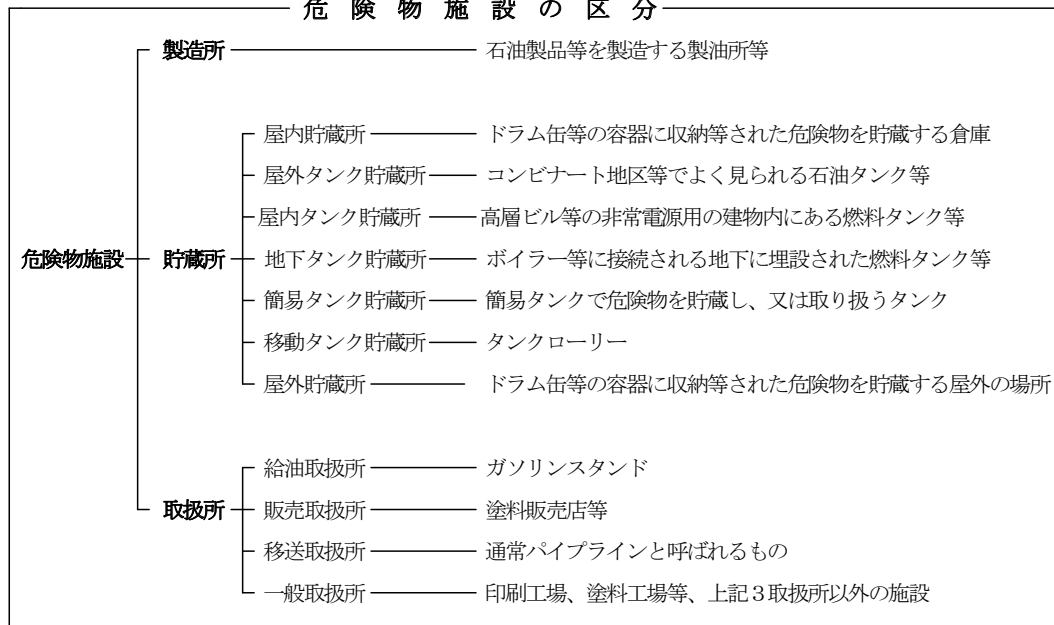 危険物施設の区分
製造所 石油製品等を製造する製油所等
屋内貯蔵所 ドラム缶等の容器に収納等された危険物を貯蔵する倉庫
屋外タンク貯蔵所 コンビナート地区等でよく見られる石油タンク等
屋内タンク貯蔵所 高層ビル等の非常電源用の建物内にある燃料タンク等
危険物施設 貯蔵所 地下タンク貯蔵所 ボイラー等に接続される地下に埋設された燃料タンク等
簡易タンク貯蔵所 簡易タンクで危険物を貯蔵し、又は取り扱うタンク
移動タンク貯蔵所 タンクローリー
屋外貯蔵所 ドラム缶等の容器に収納等された危険物を貯蔵する屋外の場所
給油取扱所 ガソリンスタンド
取扱所 販売取扱所 塗料販売店等
移送取扱所 通常パイプラインと呼ばれるもの
一般取扱所 印刷工場、塗料工場等、上記3取扱所以外の施設